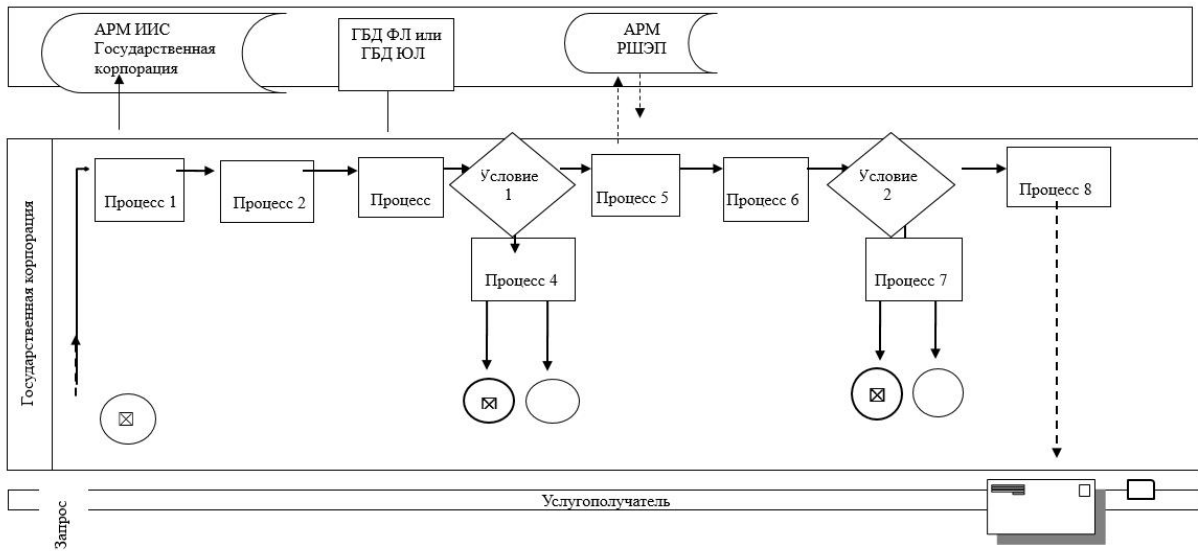 АРМ ИИС
Государственная
корпорация
ГБД ФЛ или
ГБД ЮЛ
АРМ
РШЭП
Государственная корпорация
Процесс 1
Процесс 2
Процесс
Условие
1
Процесс 5
Процесс 6
Условие
2
Процесс 8
Процесс 4
Процесс 7
Запрос
Услугополучатель